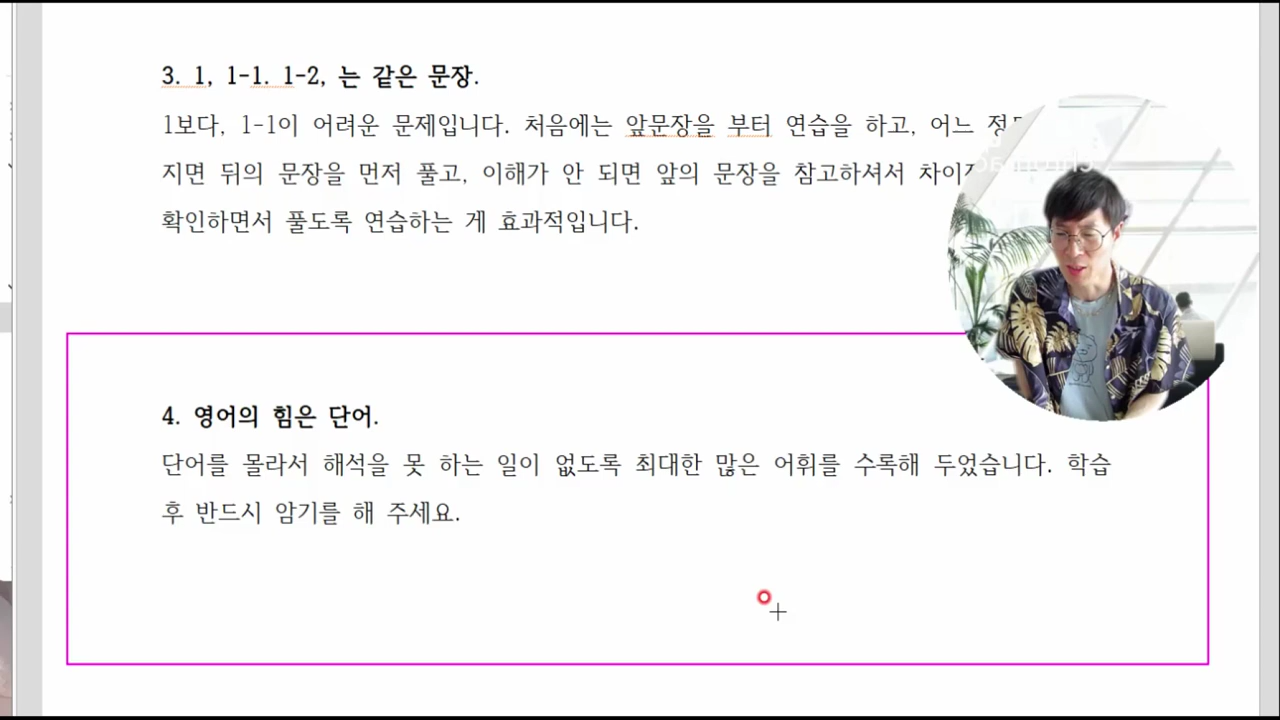 3. 1, 1-1. 1-2, 는 같은 문장.
1보다, 1-1이 어려운 문제입니다. 처음에는 앞문장을 부터 연습을 하고, 어느
지면 뒤의 문장을 먼저 풀고, 이해가 안 되면 앞의 문장을 참고하셔서
확인하면서 풀도록 연습하는 게 효과적입니다.
4. 영어의 힘은 단어.
단어를 몰라서 해석을 못 하는 일이 없도록 최대한 많은 어휘를 수록해 두었습니다. 학습
후 반드시 암기를 해 주세요.